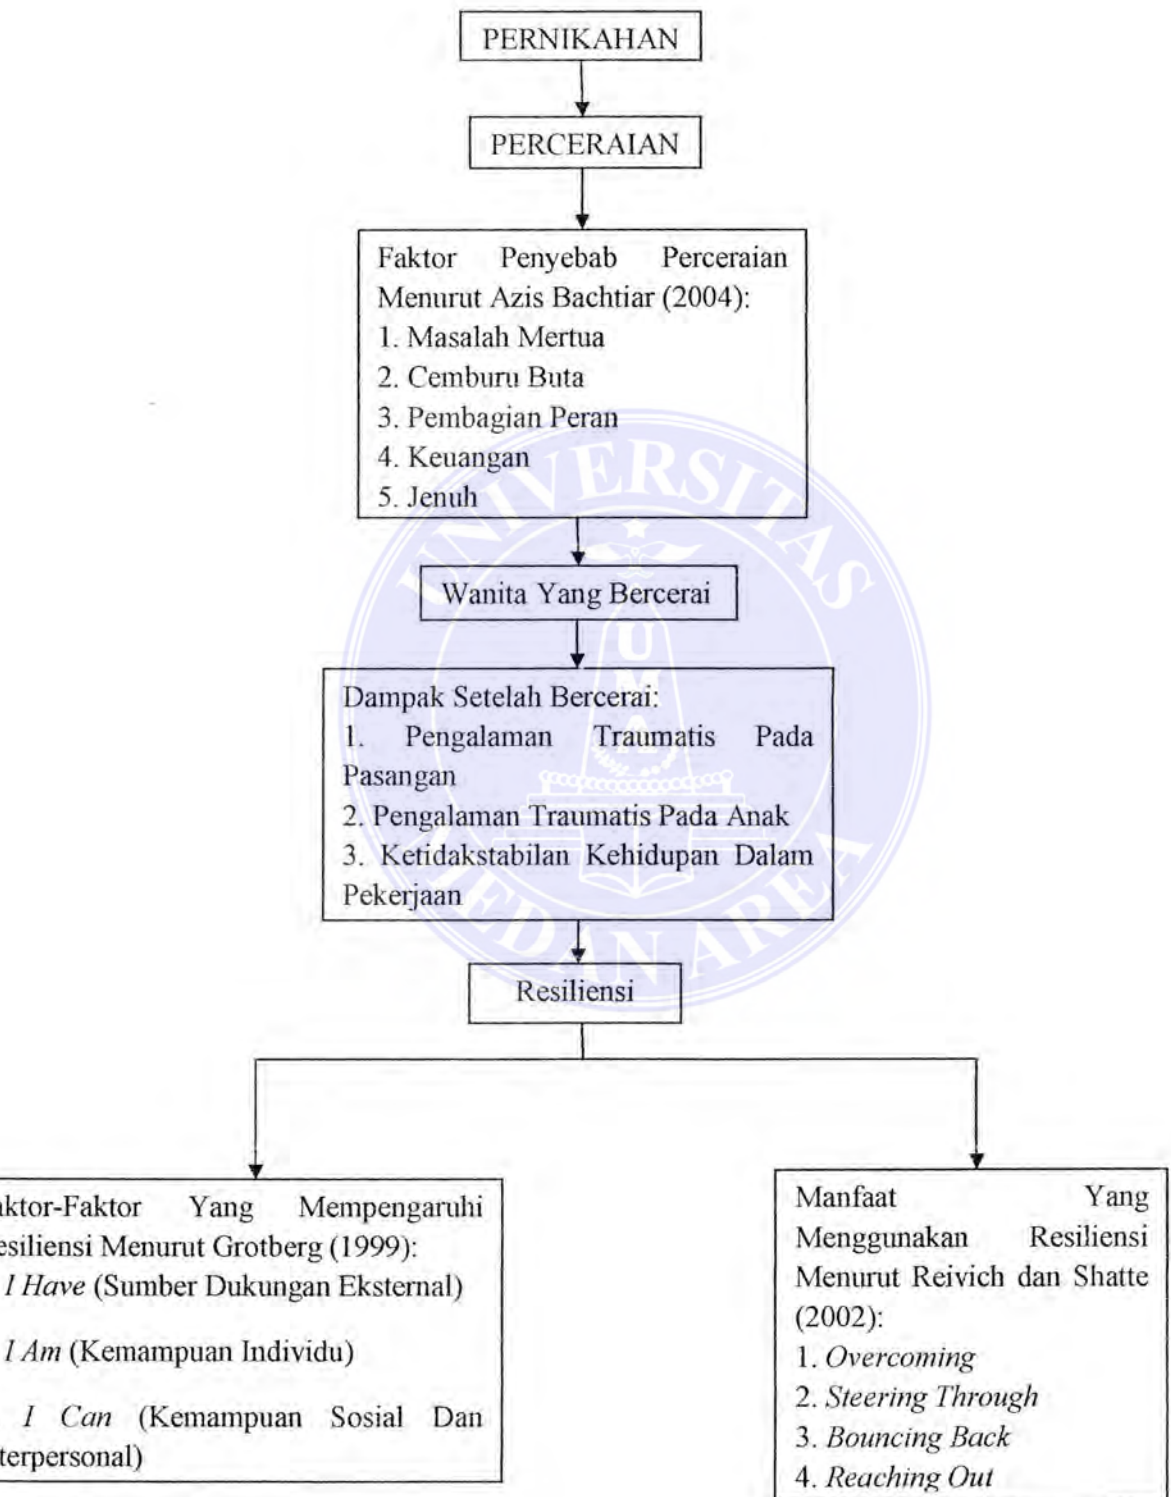 PERNIKAHAN
PERCERAIAN
Faktor Penyebab Perceraian
Menurut Azis Bachtiar (2004):
1. Masalah Mertua
2. Cemburu Buta
3. Pembagian Peran
4. Keuangan
5. Jenuh
UNIVERSITAS
Wanita Yang Bercerai
UMA
Dampak Setelah Bercerai:
1. Pengalaman Traumatis Pada
Pasangan
2. Pengalaman Traumatis Pada Anak
3. Ketidakstabilan Kehidupan Dalam
Pekerjaan
MEDAN AREA
Resiliensi
aktor-Faktor Yang Mempengaruhi
esiliensi Menurut Grotberg (1999):
I Have (Sumber Dukungan Eksternal)
I Am (Kemampuan Individu)
I Can (Kemampuan Sosial Dan
terpersonal)
Manfaat Yang
Menggunakan Resiliensi
Menurut Reivich dan Shatte
(2002):
1. Overcoming
2. Steering Through
3. Bouncing Back
4. Reaching Out